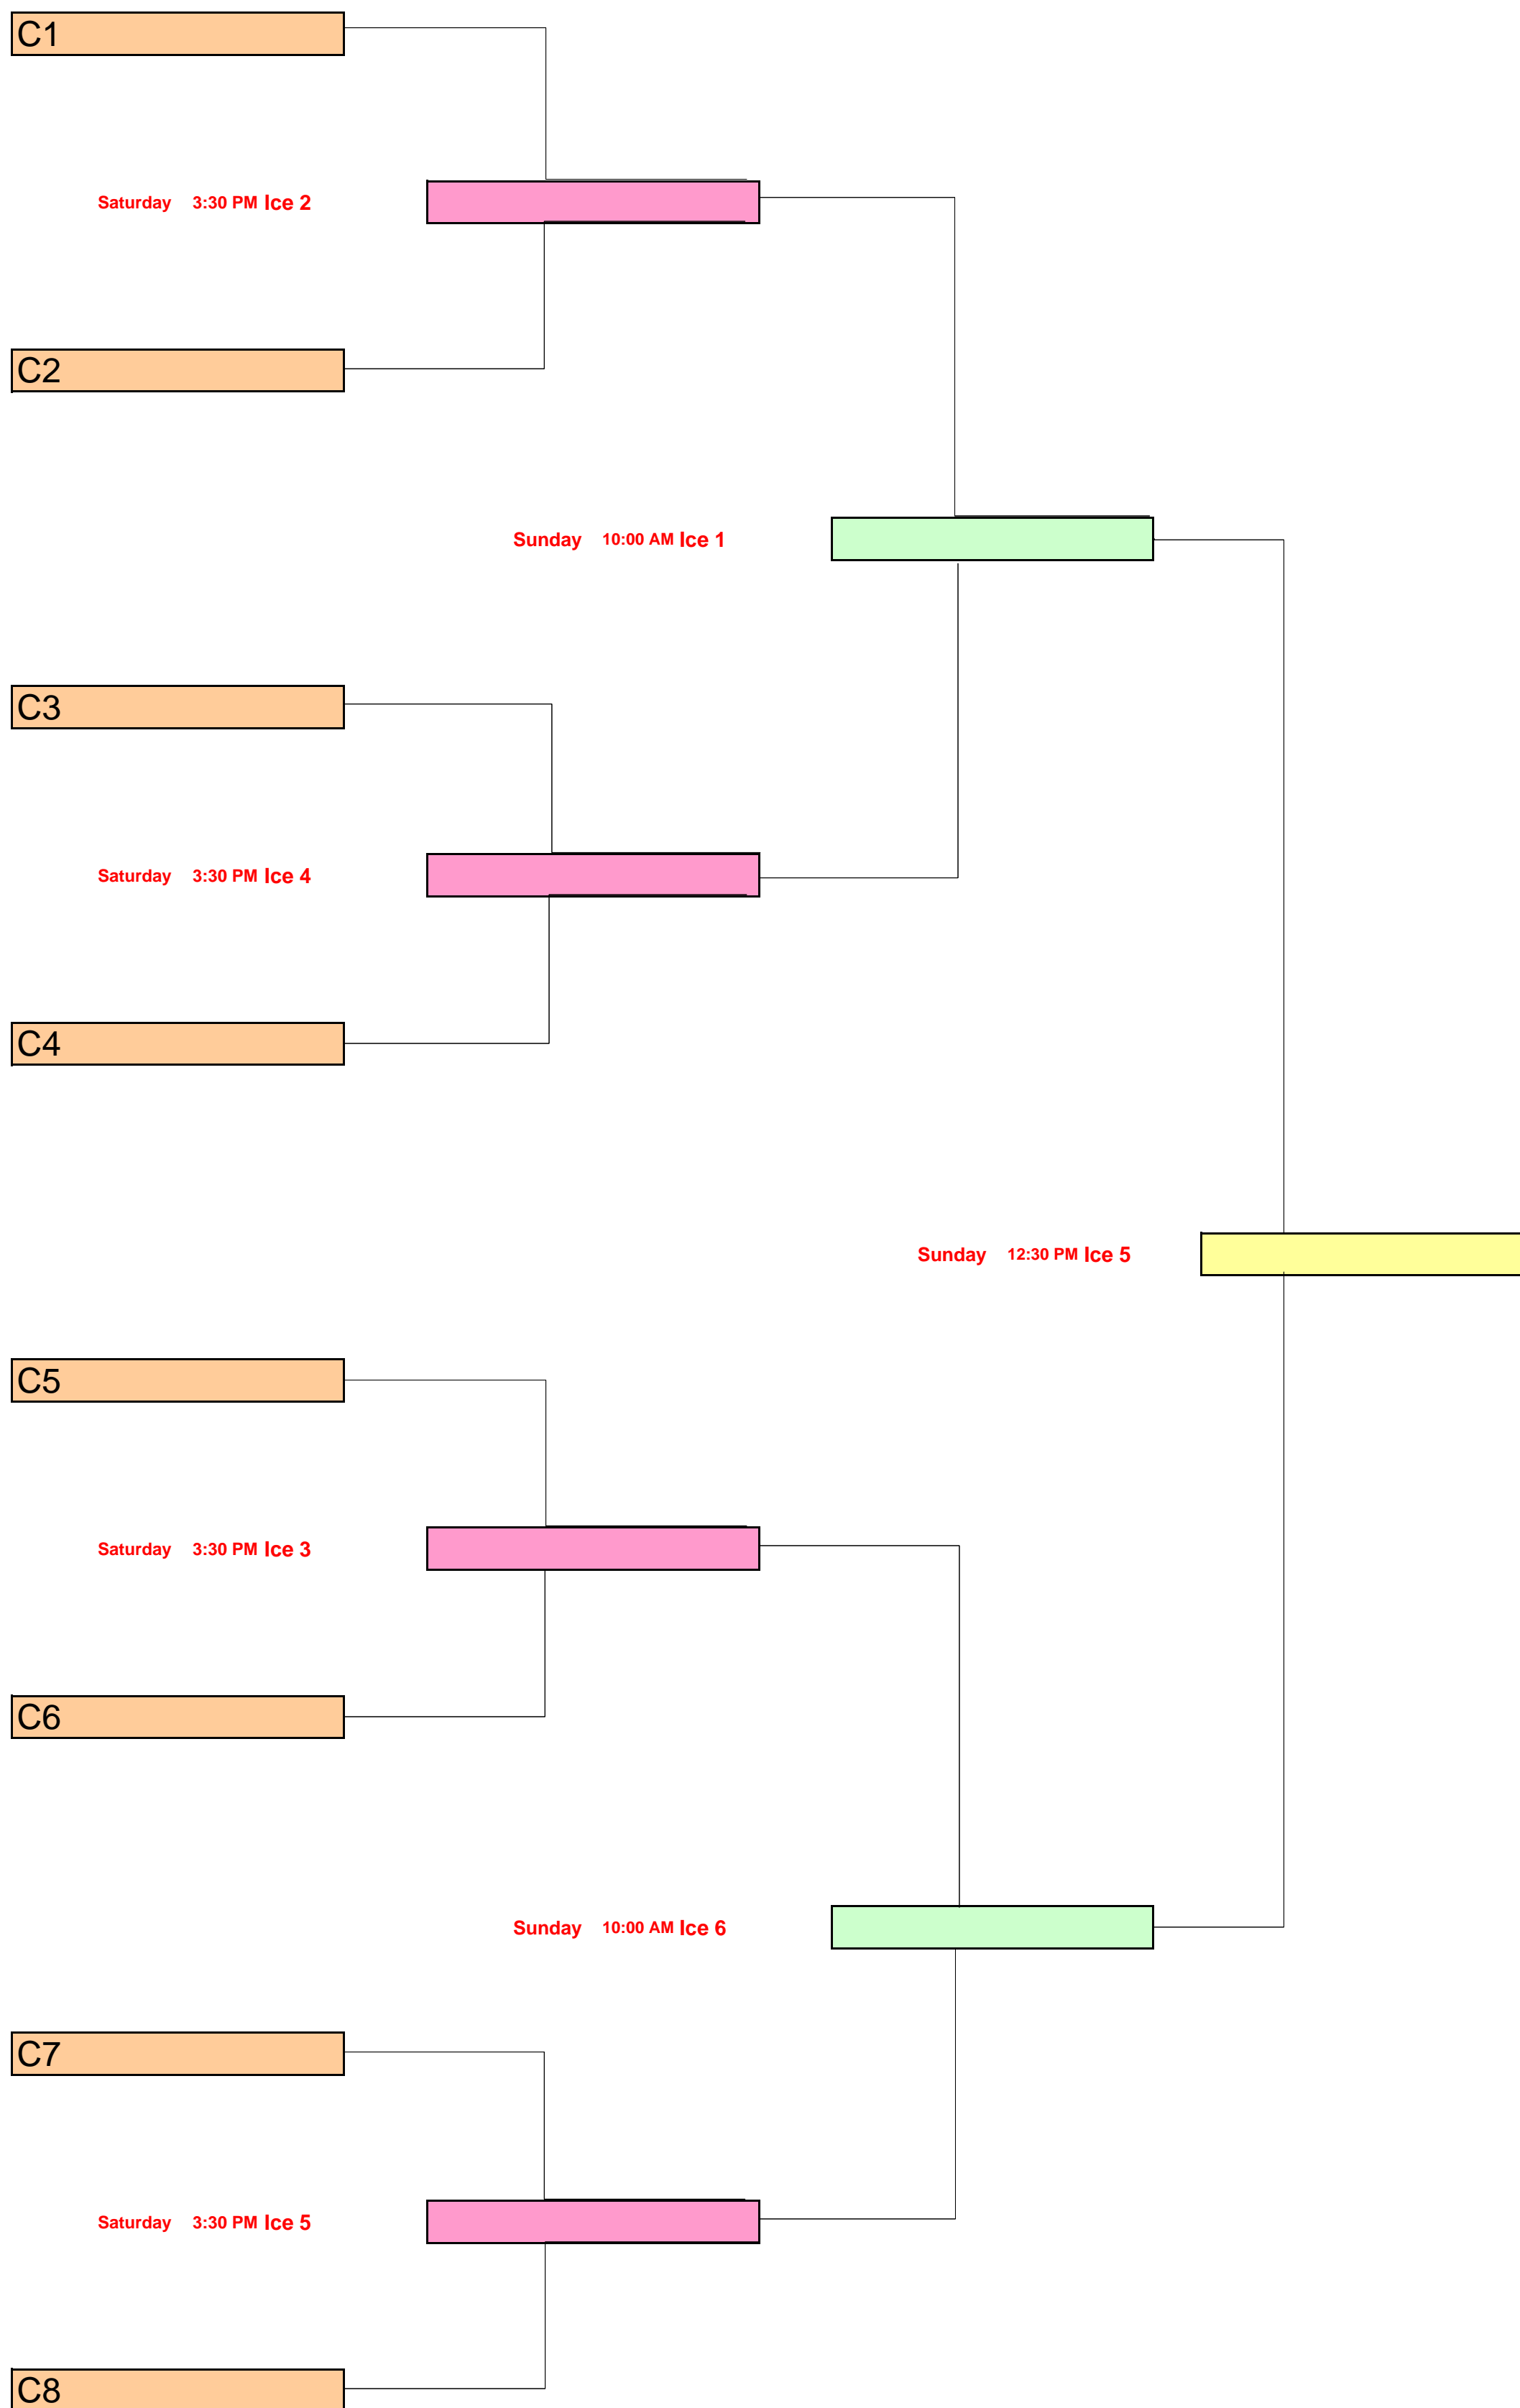 C1
Saturday 3:30 PM Ice 2
C2
Sunday 10:00 AM Ice 1
C3
Saturday 3:30 PM Ice 4
C4
Sunday 12:30 PM Ice 5
C5
Saturday 3:30 PM Ice 3
C6
Sunday 10:00 AM Ice 6
C7
Saturday 3:30 PM Ice 5
C8